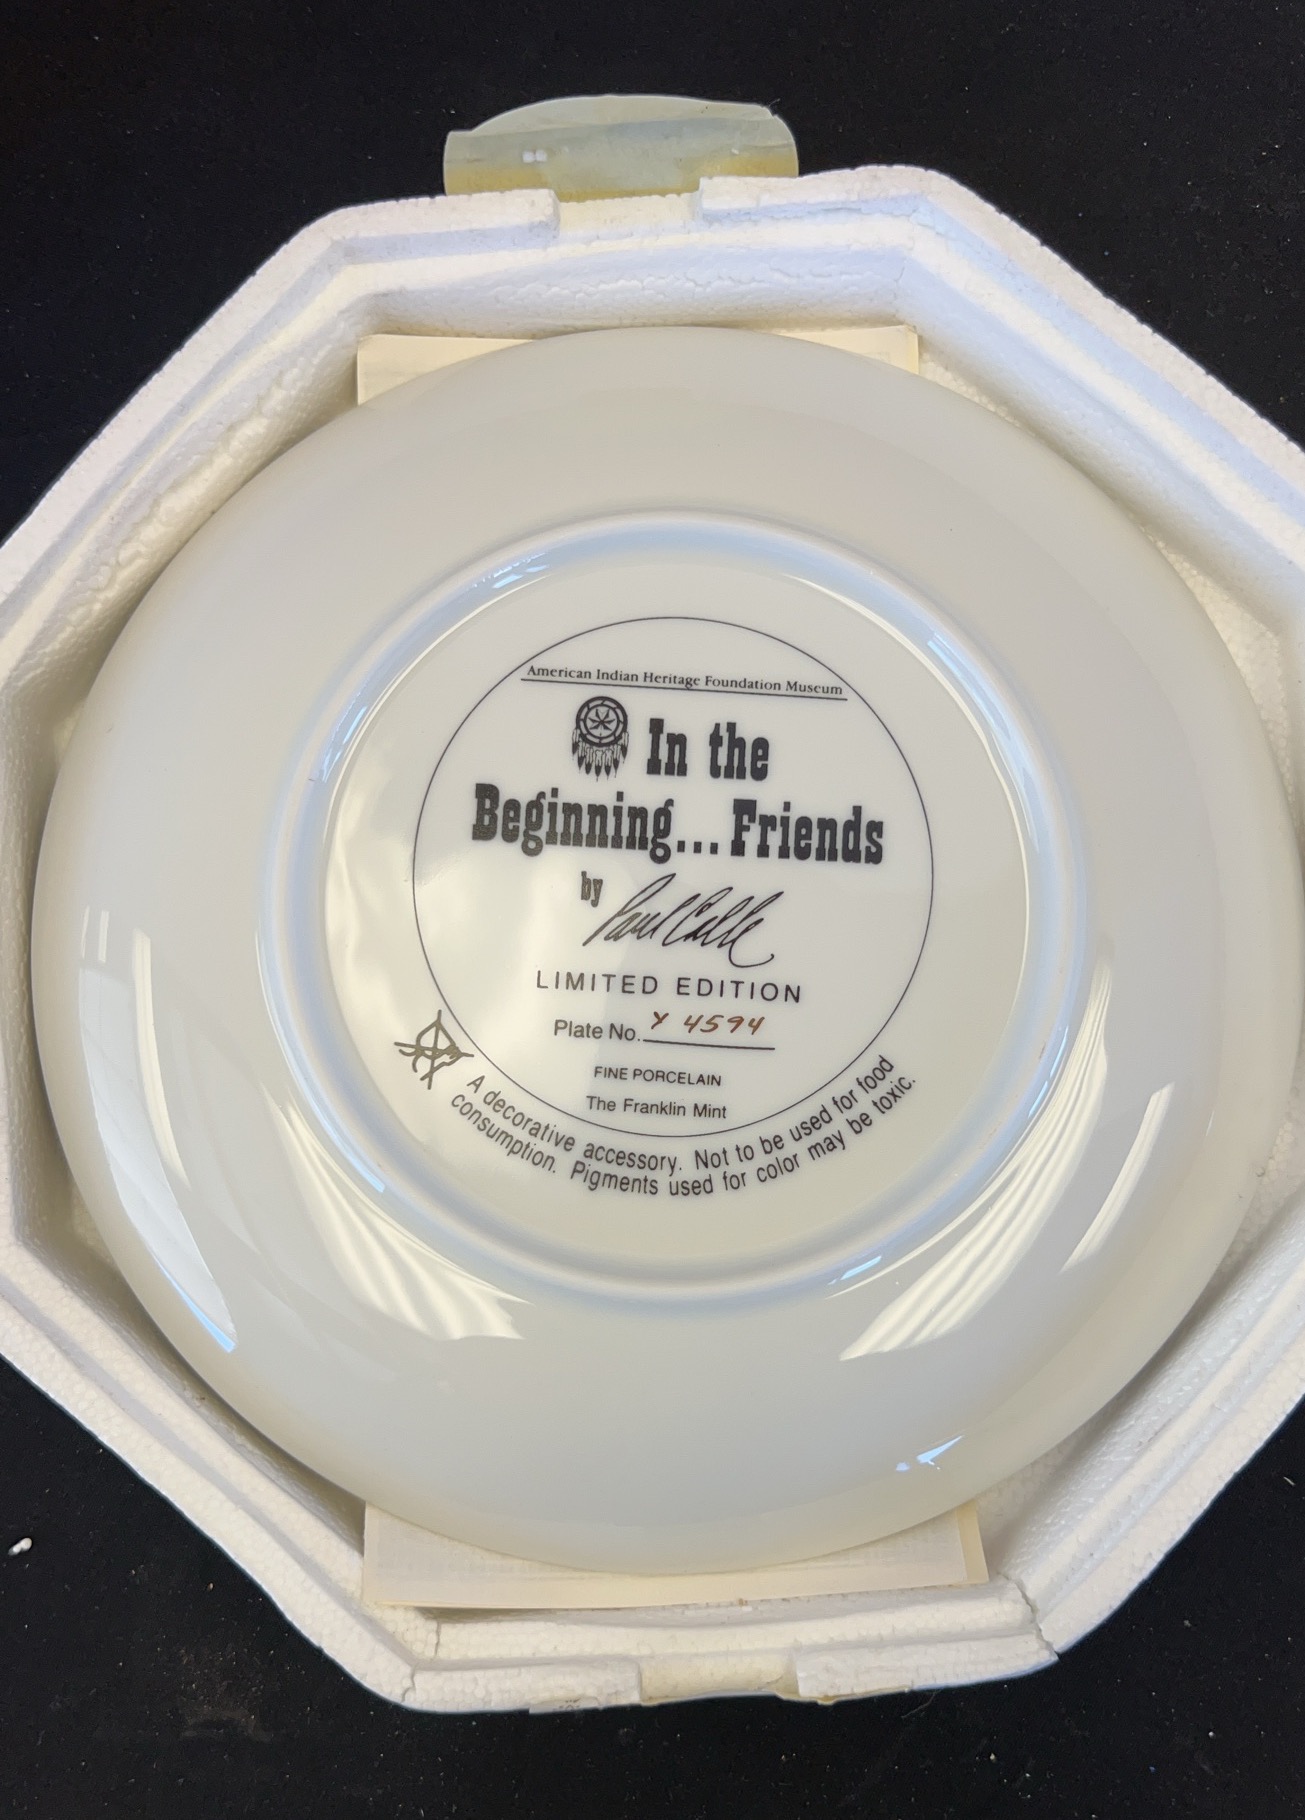 American Indian Heritage Foundation Museum
In the
Beginning... Friends
by Paul Calle
LIMITED EDITION
Plate No. Y 4594
FINE PORCELAIN
The Franklin Mint
A decorative accessory. Not to be used for food
consumption. Pigments used for color may be toxic.